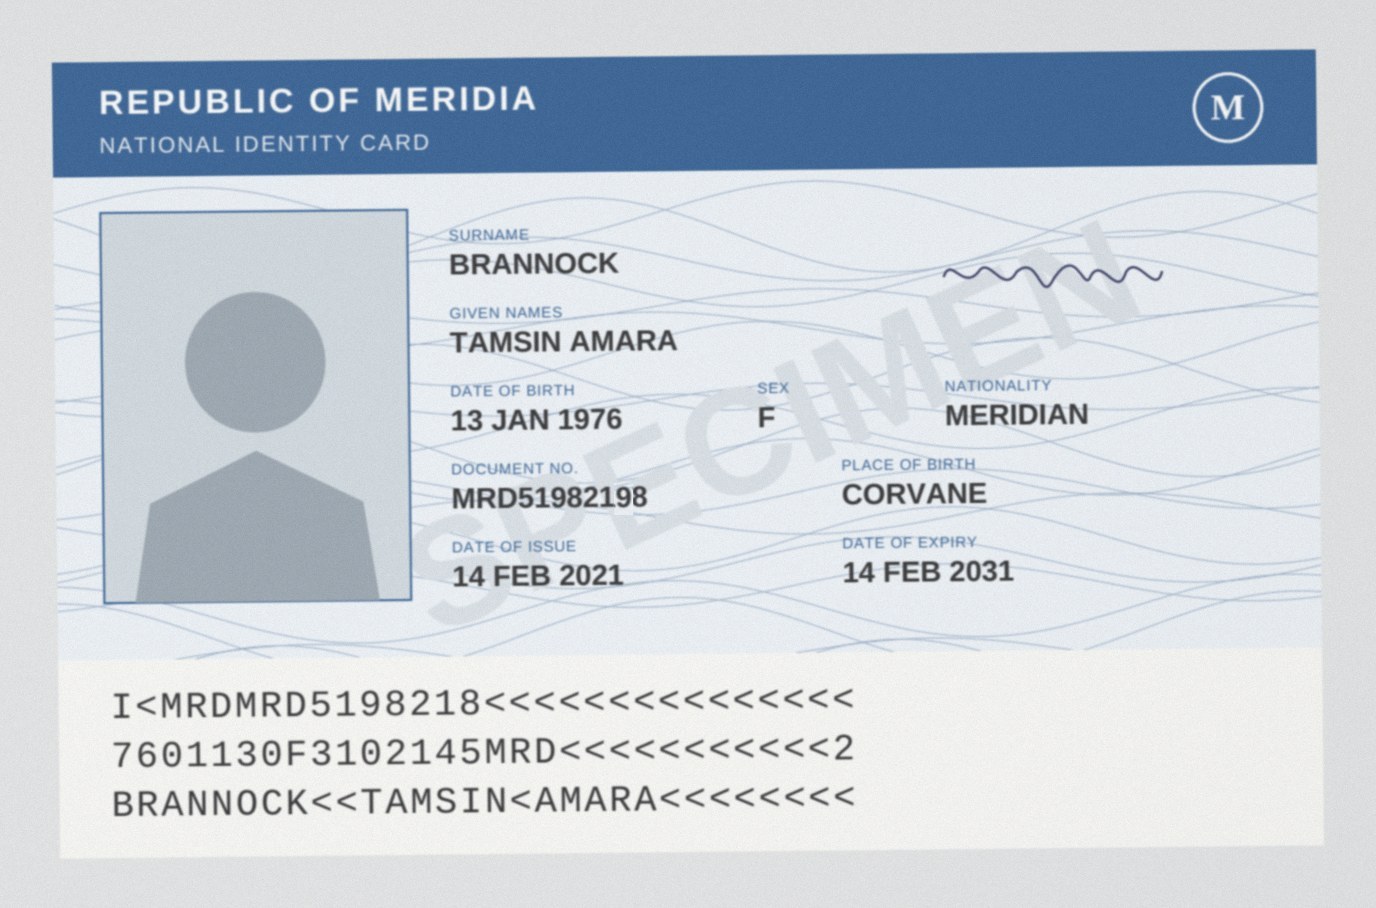 REPUBLIC OF MERIDIA
NATIONAL IDENTITY CARD
M
SURNAME
BRANNOCK
GIVEN NAMES
TAMSIN AMARA
DATE OF BIRTH SEX NATIONALITY
13 JAN 1976 F MERIDIAN
DOCUMENT NO. PLACE OF BIRTH
MRD51982198 CORVANE
DATE OF ISSUE DATE OF EXPIRY
14 FEB 2021 14 FEB 2031
SPECIMEN
I<MRDMRD5198218<<<<<<<<<<<<<<<
7601130F3102145MRD<<<<<<<<<<<2
BRANNOCK<<TAMSIN<AMARA<<<<<<<<